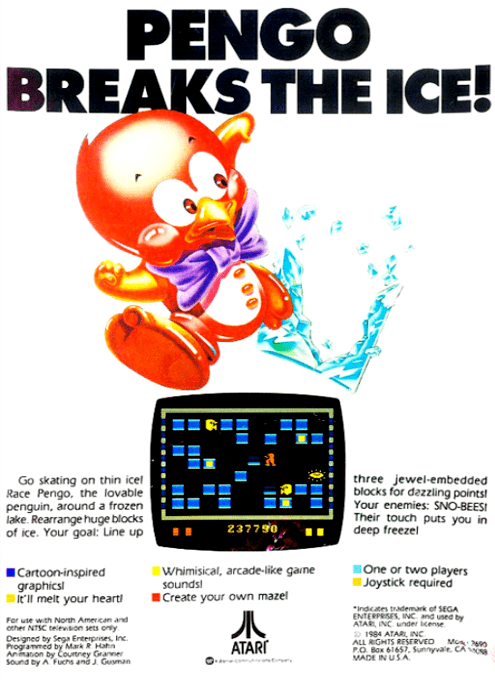 PENGO
BREAKS THE ICE!
Go skating on thin ice!
Race Pengo, the lovable
penguin, around a frozen
lake. Rearrange huge blocks
of ice. Your goal: Line up
237790
three jewel-embedded
blocks for dazzling points!
Your enemies: SNO-BEES!
Their touch puts you in
deep freeze!
Cartoon-inspired
graphics!
It'll melt your heart!
Whimisical, arcade-like game
sounds!
Create your own maze!
One or two players
Joystick required
For use with North American and
other NTSC television sets only
Designed by Sega Enterprises, Inc.
Programmed by Mark R. Hahn
Animation by Courtney Granner
Sound by A. Fuchs and J. Gusman
ATARI
*Indicates trademark of SEGA
ENTERPRISES, INC. and used by
ATARI, INC. under license.
© 1984 ATARI, INC.
ALL RIGHTS RESERVED
P.O. Box 61657, Sunnyvale, CA
MADE IN U.S.A.